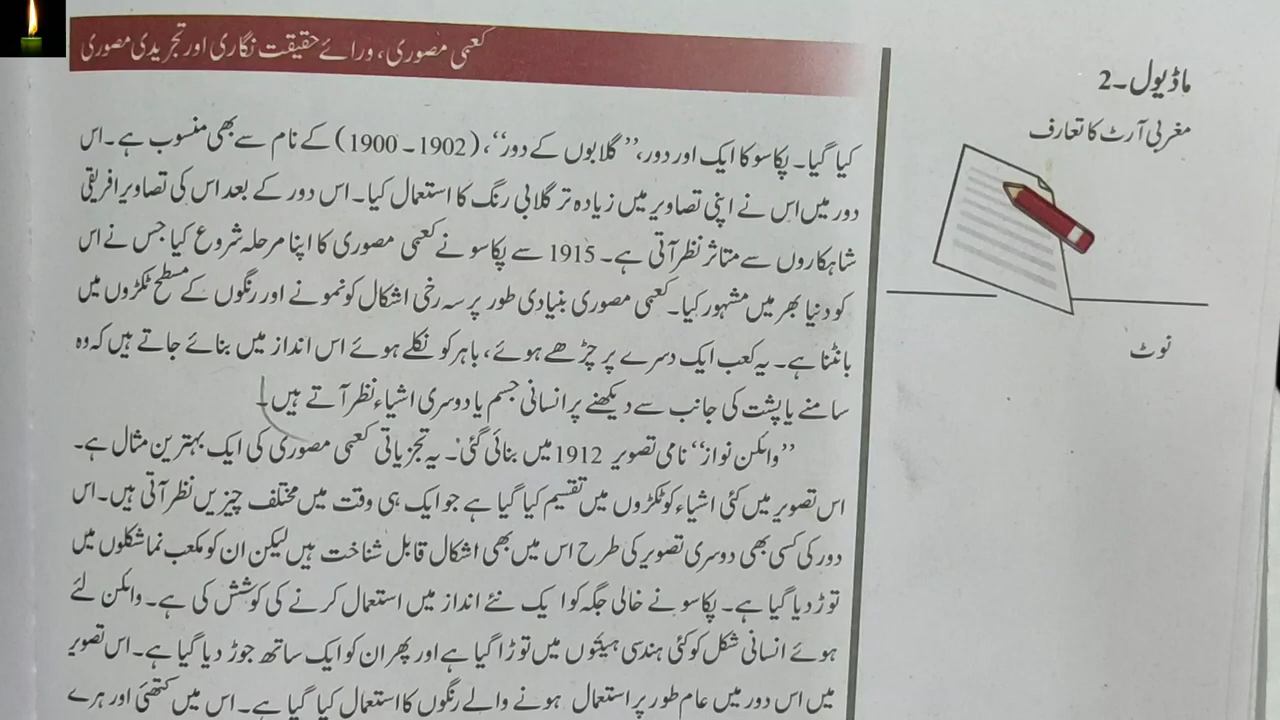 کعبی مصوری، ورائے حقیقت نگاری اور تجریدی مصوری
ماڈیول۔2
مغربی آرٹ کا تعارف
نوٹ
کیا گیا۔ پکاسو کا ایک اور دور، ’’گلابوں کے دور‘‘، (1902 ۔ 1900) کے نام سے بھی منسوب ہے۔ اس
دور میں اس نے اپنی تصاویر میں زیادہ تر گلابی رنگ کا استعمال کیا۔ اس دور کے بعد اس کی تصاویر افریقی
شاہکاروں سے متاثر نظر آتی ہے۔ 1915 سے پکاسو نے کعبی مصوری کا اپنا مرحلہ شروع کیا جس نے اس
کو دنیا بھر میں مشہور کیا۔ کعبی مصوری بنیادی طور پر سہ رخی اشکال کو نمونے اور رنگوں کے مسطح ٹکڑوں میں
بانٹنا ہے۔ یہ کعب ایک دسرے پر چڑھے ہوئے، باہر کو نکلے ہوئے اس انداز میں بنائے جاتے ہیں کہ وہ
سامنے یا پشت کی جانب سے دیکھنے پر انسانی جسم یا دوسری اشیاء نظر آتے ہیں۔
’’وائلن نواز‘‘ نامی تصویر 1912 میں بنائی گئی۔ یہ تجزیاتی کعبی مصوری کی ایک بہترین مثال ہے۔
اس تصویر میں کئی اشیاء کو ٹکڑوں میں تقسیم کیا گیا ہے جو ایک ہی وقت میں مختلف چیزیں نظر آتی ہیں۔ اس
دور کی کسی بھی دوسری تصویر کی طرح اس میں بھی اشکال قابل شناخت ہیں لیکن ان کو مکعب نما شکلوں میں
توڑ دیا گیا ہے۔ پکاسو نے خالی جگہ کو ایک نئے انداز میں استعمال کرنے کی کوشش کی ہے۔ وائلن لئے
ہوئے انسانی شکل کو کئی ہندسی ہیئتوں میں توڑا گیا ہے اور پھر ان کو ایک ساتھ جوڑ دیا گیا ہے۔ اس تصویر
میں اس دور میں عام طور پر استعمال ہونے والے رنگوں کا استعمال کیا گیا ہے۔ اس میں کتھئی اور ہرے